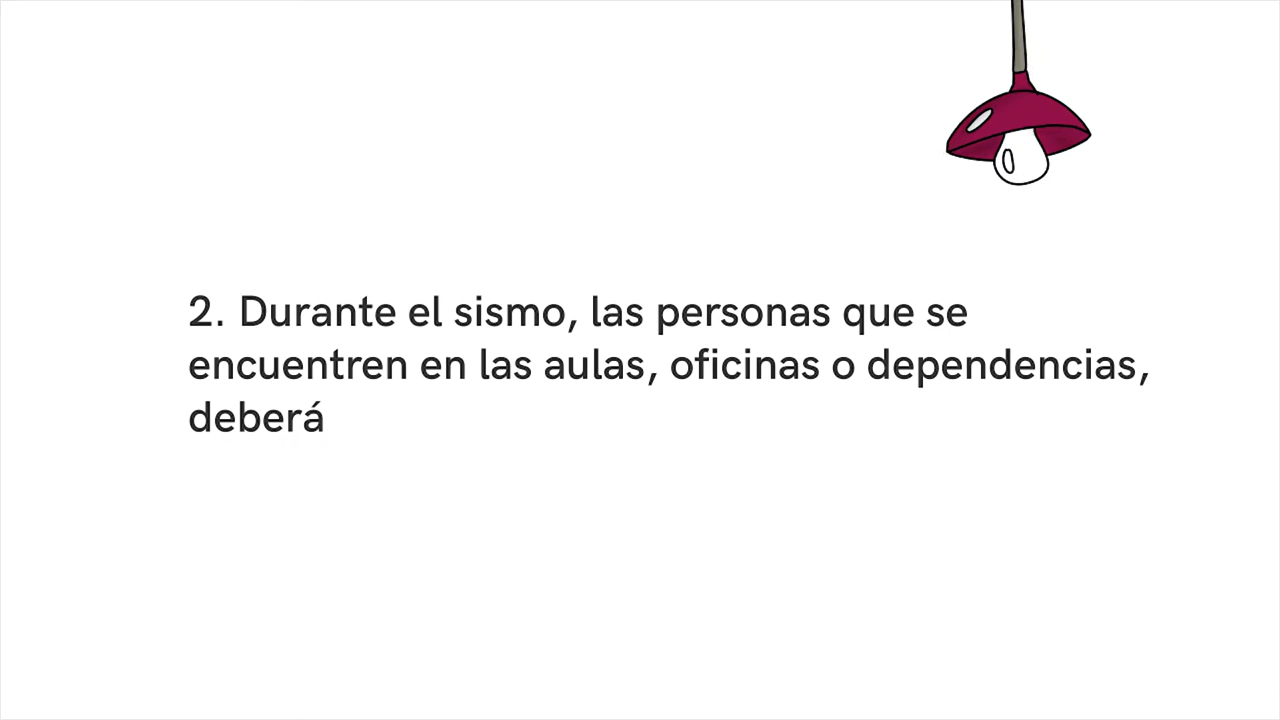 2. Durante el sismo, las personas que se
encuentren en las aulas, oficinas o dependencias,
deberá